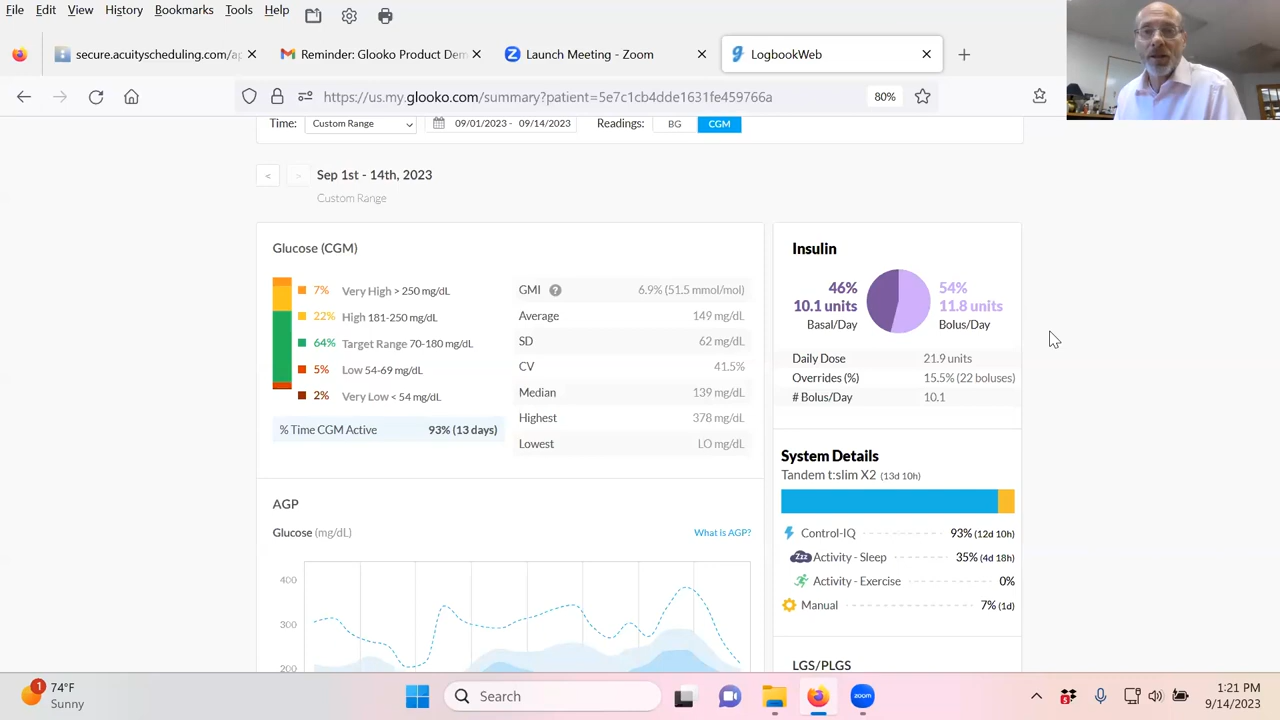 File Edit View History Bookmarks Tools Help
secure.acuityscheduling.com/ap
Reminder: Glooko Product Dem
Launch Meeting - Zoom
LogbookWeb
https://us.my.glooko.com/summary?patient=5e7c1cb4dde1631fe459766a
80%
Time: Custom Range 09/01/2023 - 09/14/2023 Readings: BG CGM
< > Sep 1st - 14th, 2023
Custom Range
Glucose (CGM)
7% Very High > 250 mg/dL
22% High 181-250 mg/dL
64% Target Range 70-180 mg/dL
5% Low 54-69 mg/dL
2% Very Low < 54 mg/dL
% Time CGM Active 93% (13 days)
GMI ? 6.9% (51.5 mmol/mol)
Average 149 mg/dL
SD 62 mg/dL
CV 41.5%
Median 139 mg/dL
Highest 378 mg/dL
Lowest LO mg/dL
Insulin
46% 54%
10.1 units 11.8 units
Basal/Day Bolus/Day
Daily Dose 21.9 units
Overrides (%) 15.5% (22 boluses)
# Bolus/Day 10.1
System Details
Tandem t:slim X2 (13d 10h)
Control-IQ 93% (12d 10h)
Zzz Activity - Sleep 35% (4d 18h)
Activity - Exercise 0%
Manual 7% (1d)
LGS/PLGS
AGP
Glucose (mg/dL) What is AGP?
400
300
200
1 74°F
Sunny
Search
zoom
1:21 PM
9/14/2023